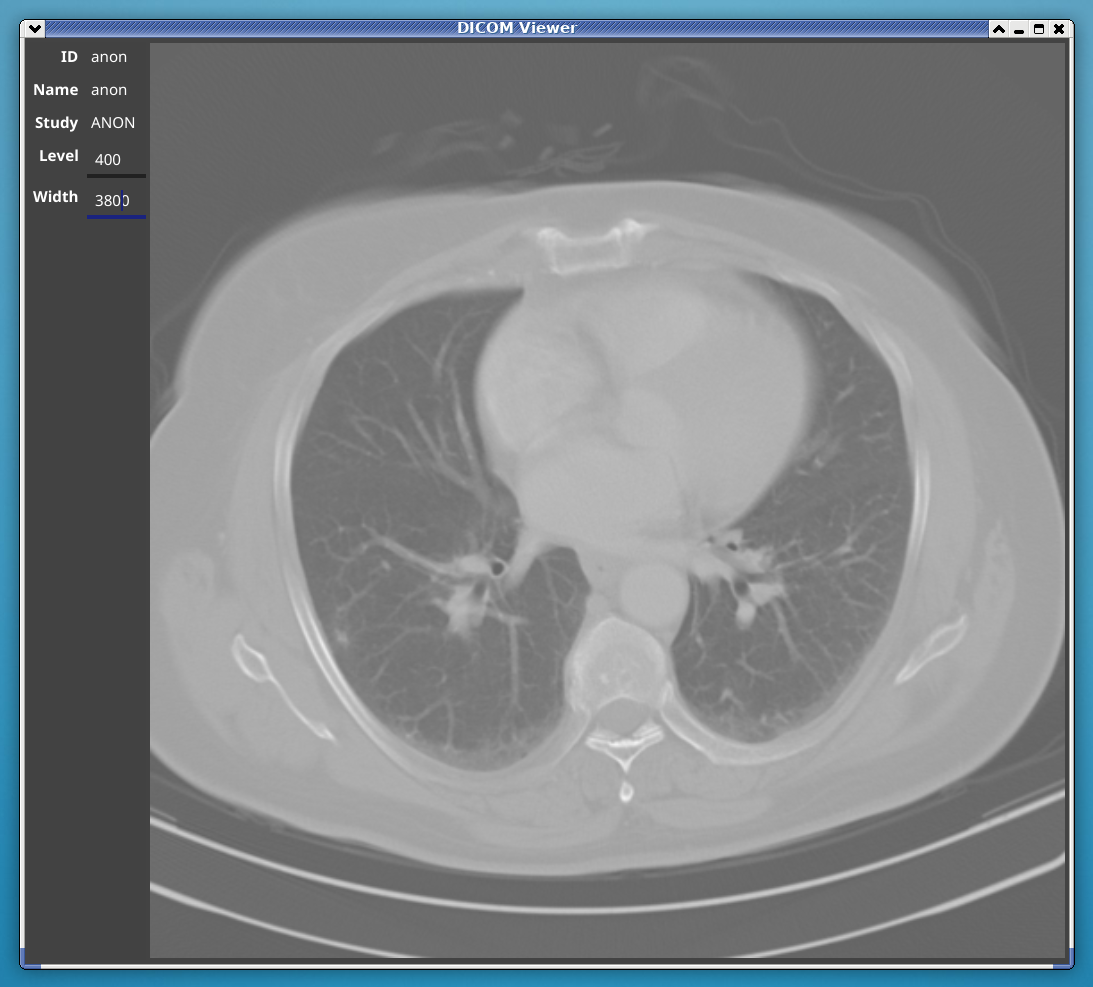 DICOM Viewer
ID anon
Name anon
Study ANON
Level 400
Width 3800